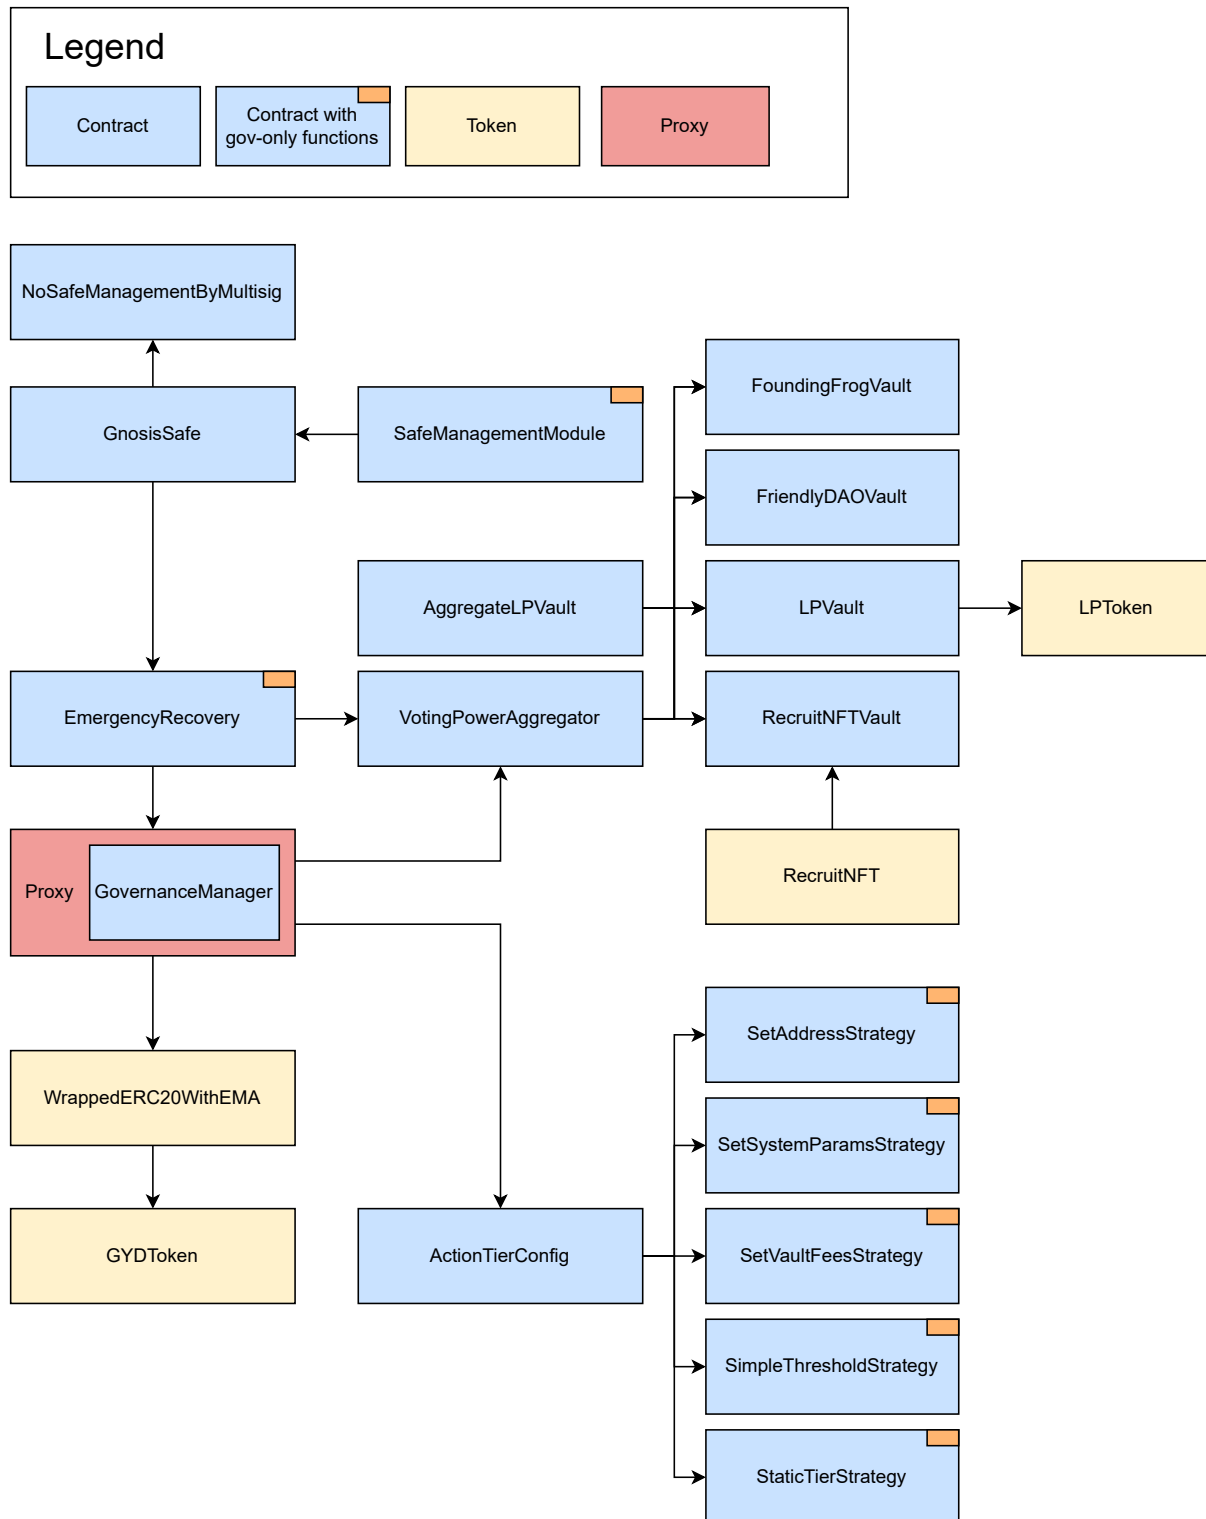 Legend
Contract
Contract with
gov-only functions
Token
Proxy
NoSafeManagementByMultisig
GnosisSafe
SafeManagementModule
FoundingFrogVault
FriendlyDAOVault
AggregateLPVault
LPVault
LPToken
EmergencyRecovery
VotingPowerAggregator
RecruitNFTVault
Proxy
GovernanceManager
RecruitNFT
SetAddressStrategy
WrappedERC20WithEMA
SetSystemParamsStrategy
GYDToken
ActionTierConfig
SetVaultFeesStrategy
SimpleThresholdStrategy
StaticTierStrategy